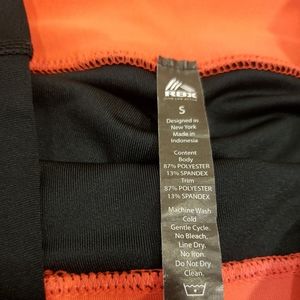 RBX
S
Designed in
New York
Made in
Indonesia
Content
Body
87% POLYESTER
13% SPANDEX
Trim
87% POLYESTER
13% SPANDEX
Machine Wash
Cold
Gentle Cycle.
No Bleach.
Line Dry.
No Iron.
Do Not Dry
Clean.